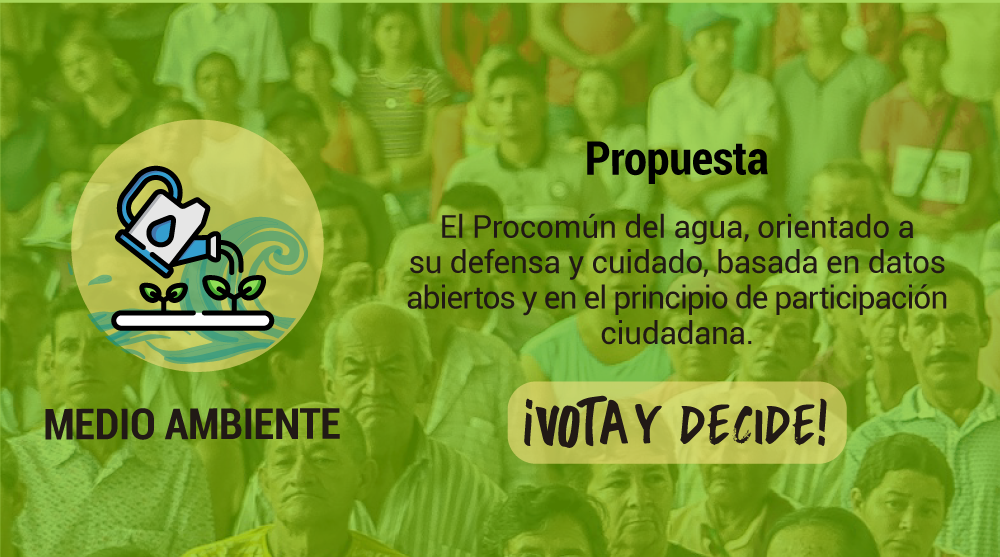 Propuesta
El Procomún del agua, orientado a
su defensa y cuidado, basada en datos
abiertos y en el principio de participación
ciudadana.
MEDIO AMBIENTE
¡VOTA Y DECIDE!